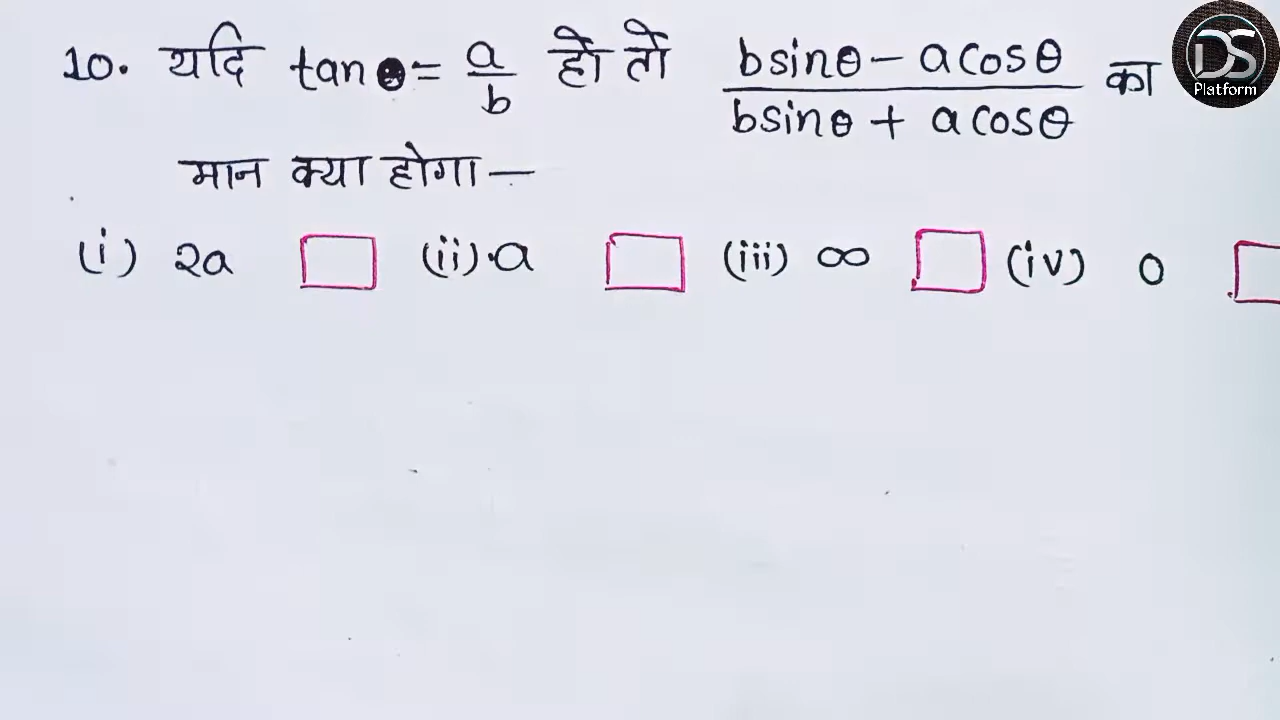 10. यदि tan θ = a/b हो तो (b sinθ − a cosθ)/(b sinθ + a cosθ) का
मान क्या होगा —
(i) 2a (ii) a (iii) ∞ (iv) 0
DS
Platform